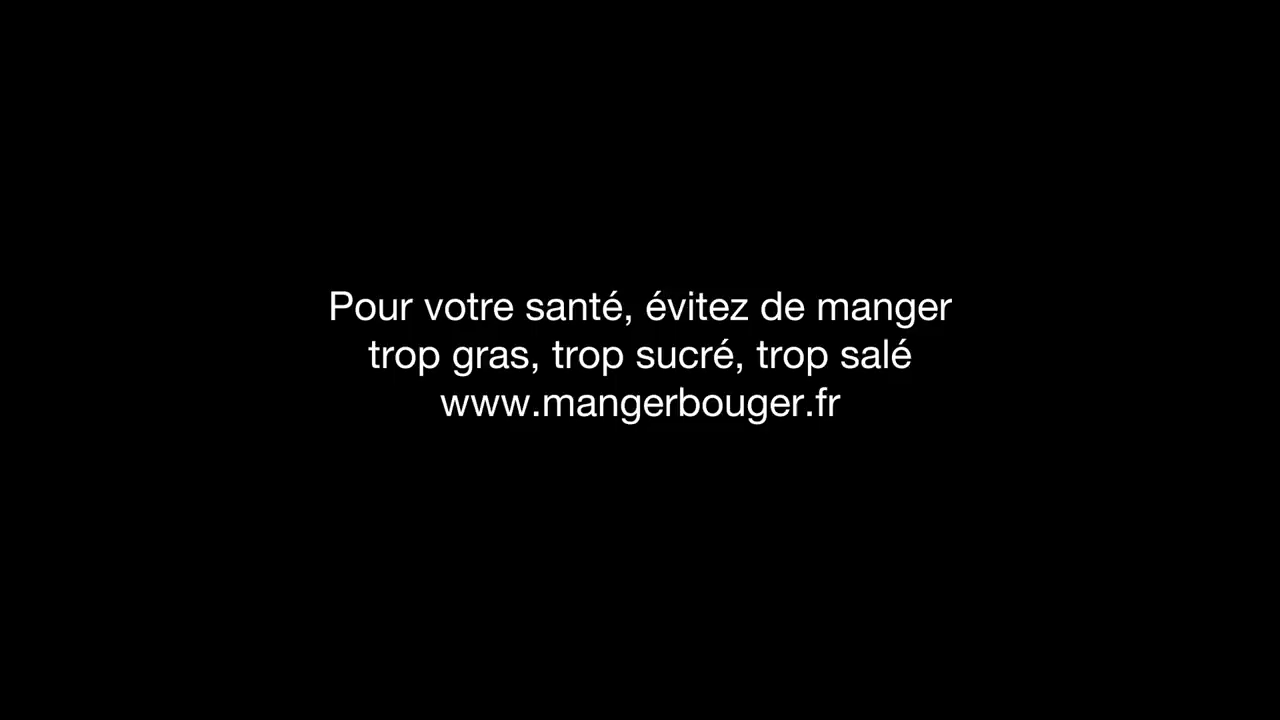 Pour votre santé, évitez de manger
trop gras, trop sucré, trop salé
www.mangerbouger.fr